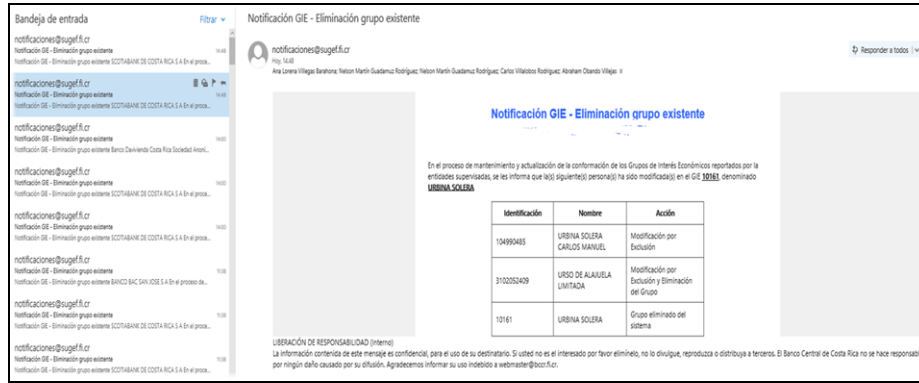 Bandeja de entrada
Filtrar
notificaciones@sugef.fi.cr
Notificación GIE - Eliminación grupo existente 14:48
Notificación GIE - Eliminación grupo existente SCOTIABANK DE COSTA RICA S A En el proce...
notificaciones@sugef.fi.cr
Notificación GIE - Eliminación grupo existente 14:48
Notificación GIE - Eliminación grupo existente SCOTIABANK DE COSTA RICA S A En el proce...
notificaciones@sugef.fi.cr
Notificación GIE - Eliminación grupo existente 14:00
Notificación GIE - Eliminación grupo existente Banco Davivienda Costa Rica Sociedad Anoni...
notificaciones@sugef.fi.cr
Notificación GIE - Eliminación grupo existente 14:00
Notificación GIE - Eliminación grupo existente SCOTIABANK DE COSTA RICA S A En el proce...
notificaciones@sugef.fi.cr
Notificación GIE - Eliminación grupo existente 14:00
Notificación GIE - Eliminación grupo existente SCOTIABANK DE COSTA RICA S A En el proce...
notificaciones@sugef.fi.cr
Notificación GIE - Eliminación grupo existente 11:58
Notificación GIE - Eliminación grupo existente BANCO BAC SAN JOSE S A En el proceso de...
notificaciones@sugef.fi.cr
Notificación GIE - Eliminación grupo existente 11:58
Notificación GIE - Eliminación grupo existente SCOTIABANK DE COSTA RICA S A En el proce...
notificaciones@sugef.fi.cr
Notificación GIE - Eliminación grupo existente 11:58
Notificación GIE - Eliminación grupo existente SCOTIABANK DE COSTA RICA S A En el proce...
Notificación GIE - Eliminación grupo existente
notificaciones@sugef.fi.cr
Hoy, 14:48
Ana Lorena Villegas Barahona; Nelson Martín Guadamuz Rodríguez; Nelson Martín Guadamuz Rodríguez; Carlos Villalobos Rodríguez; Abraham Obando Villejas
Responder a todos
Notificación GIE - Eliminación grupo existente
En el proceso de mantenimiento y actualización de la conformación de los Grupos de Interés Económicos reportados por la
entidades supervisadas, se les informa que la(s) siguiente(s) persona(s) ha sido modificada(s) en el GIE 10161, denominado
URBINA SOLERA
Identificación Nombre Acción
104990485 URBINA SOLERA CARLOS MANUEL Modificación por Exclusión
3102052409 URSO DE ALAJUELA LIMITADA Modificación por Exclusión y Eliminación del Grupo
10161 URBINA SOLERA Grupo eliminado del sistema
LIBERACIÓN DE RESPONSABILIDAD (Interno)
La información contenida de este mensaje es confidencial, para el uso de su destinatario. Si usted no es el interesado por favor elimínelo, no lo divulgue, reproduzca o distribuya a terceros. El Banco Central de Costa Rica no se hace responsabl
por ningún daño causado por su difusión. Agradecemos informar su uso indebido a webmaster@bccr.fi.cr.